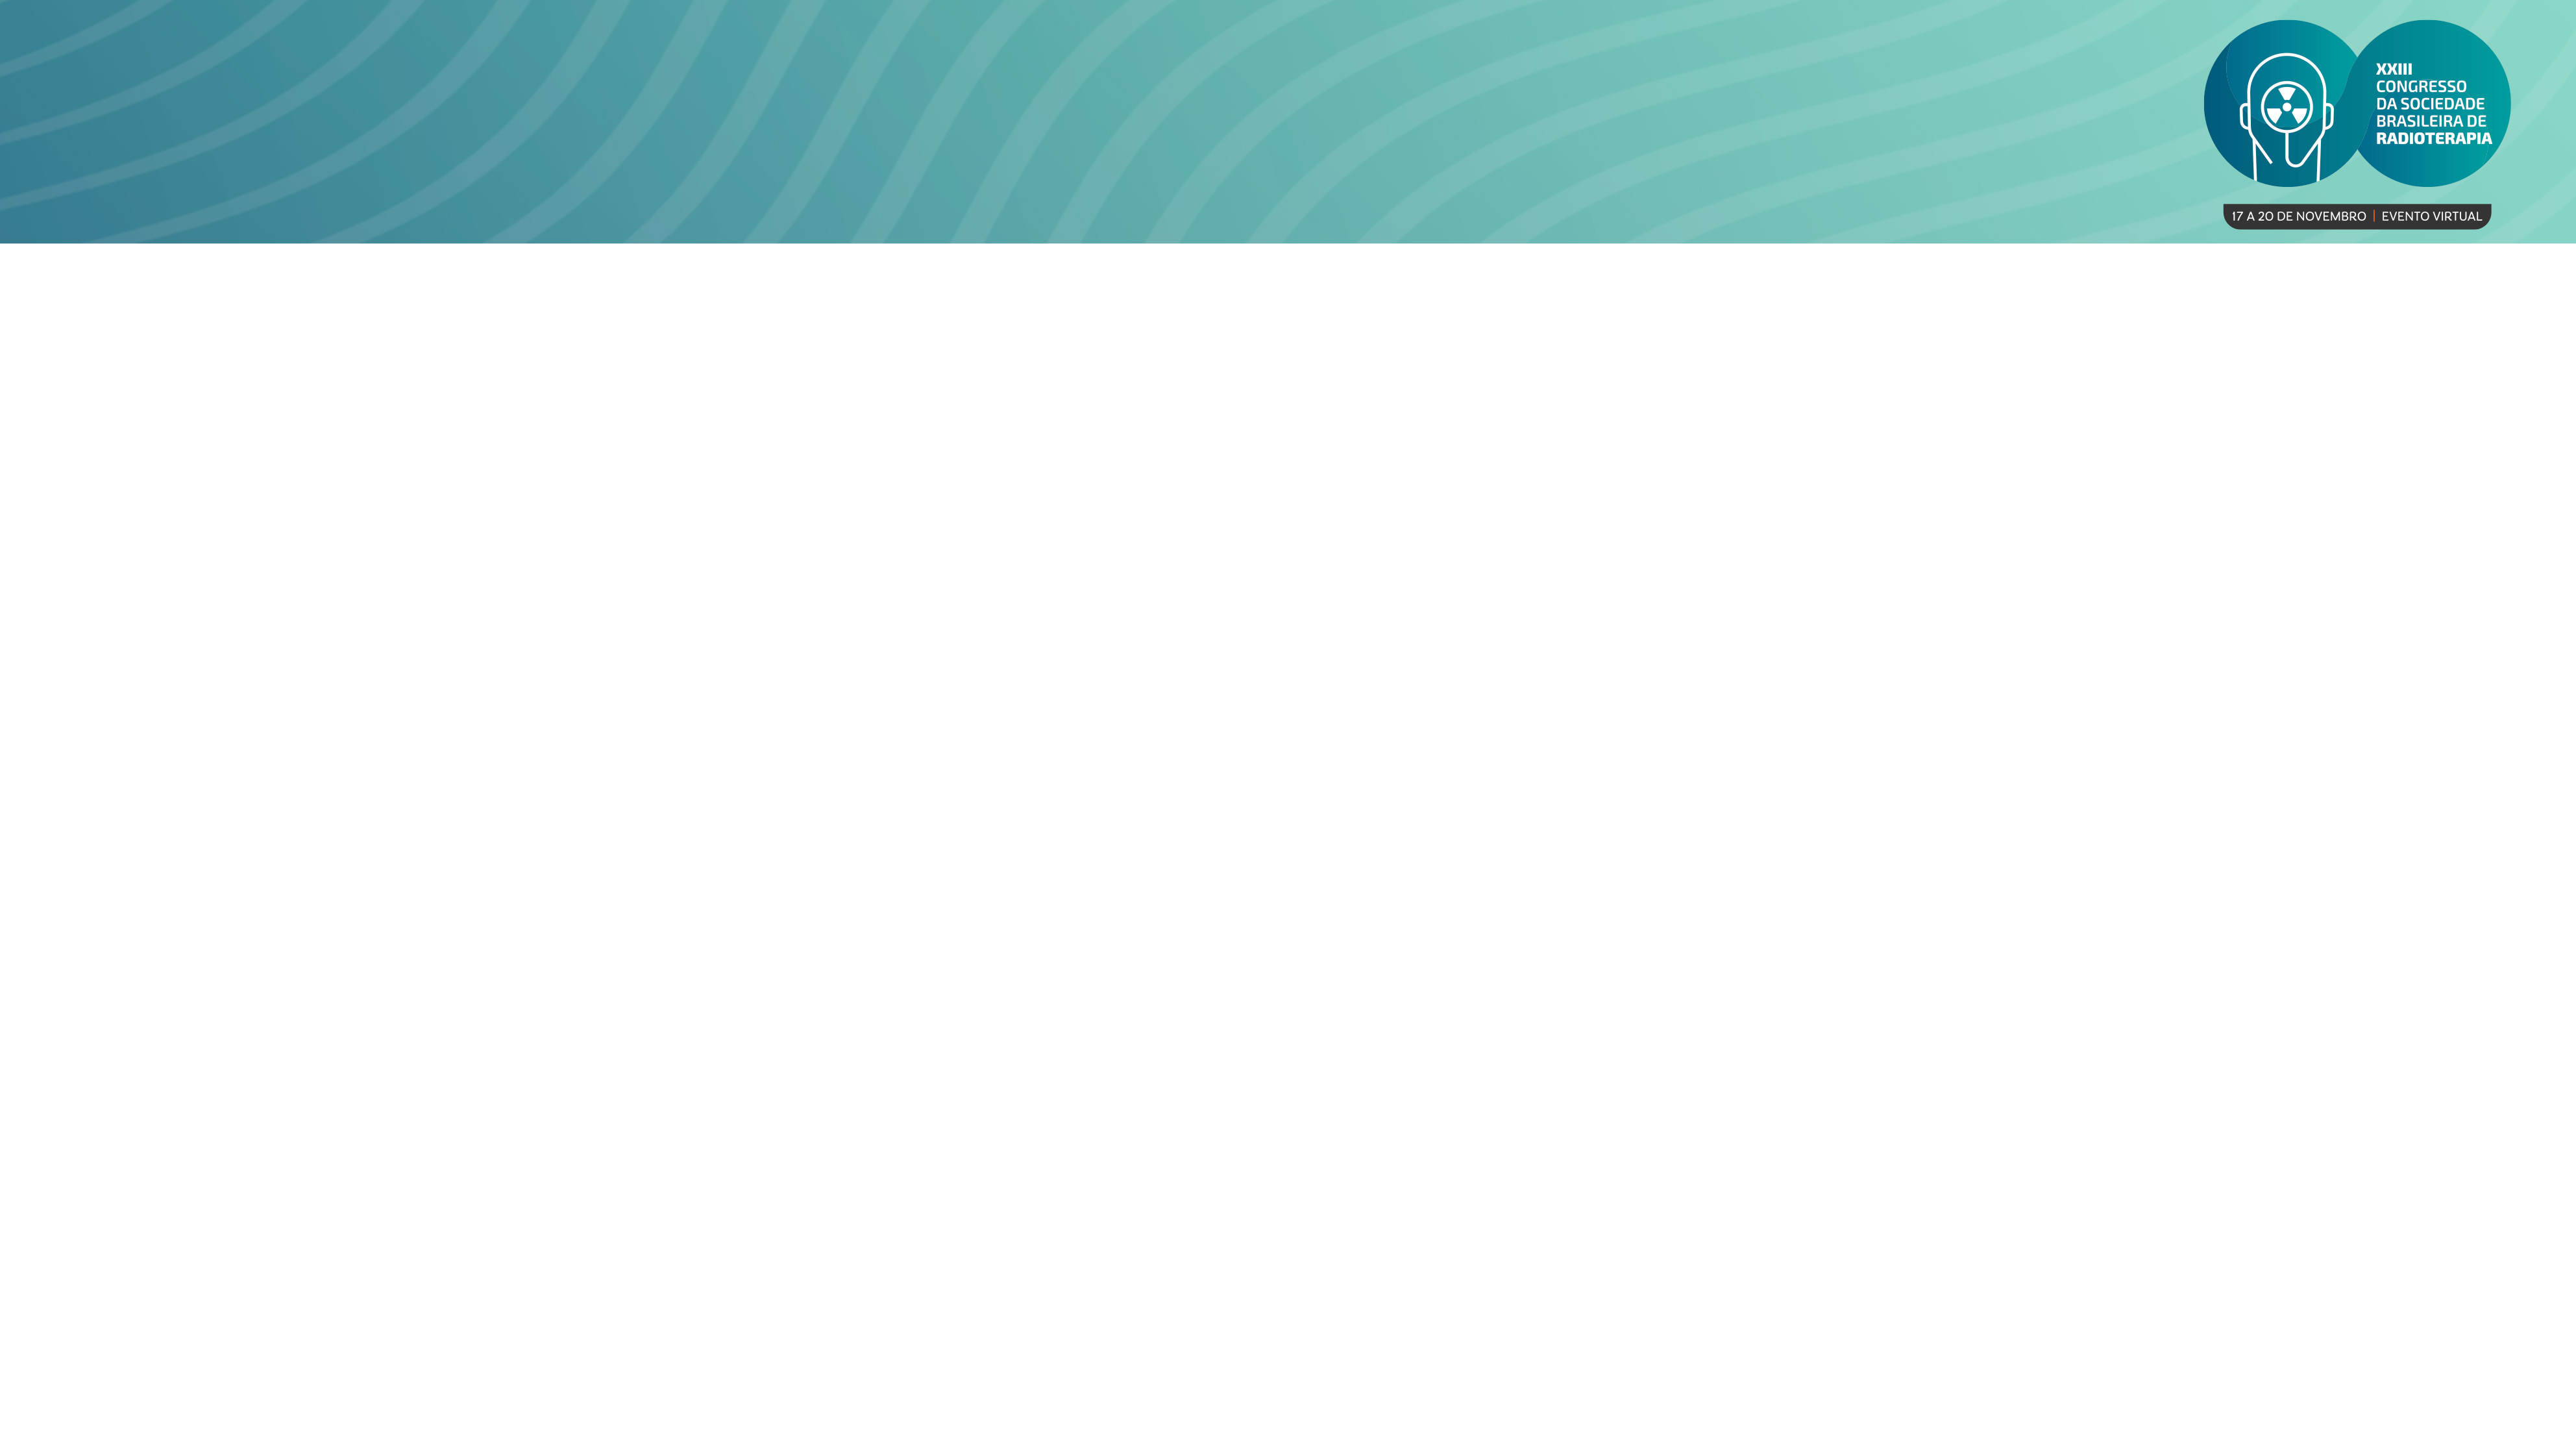 XXIII
CONGRESSO
DA SOCIEDADE
BRASILEIRA DE
RADIOTERAPIA
17 A 20 DE NOVEMBRO | EVENTO VIRTUAL